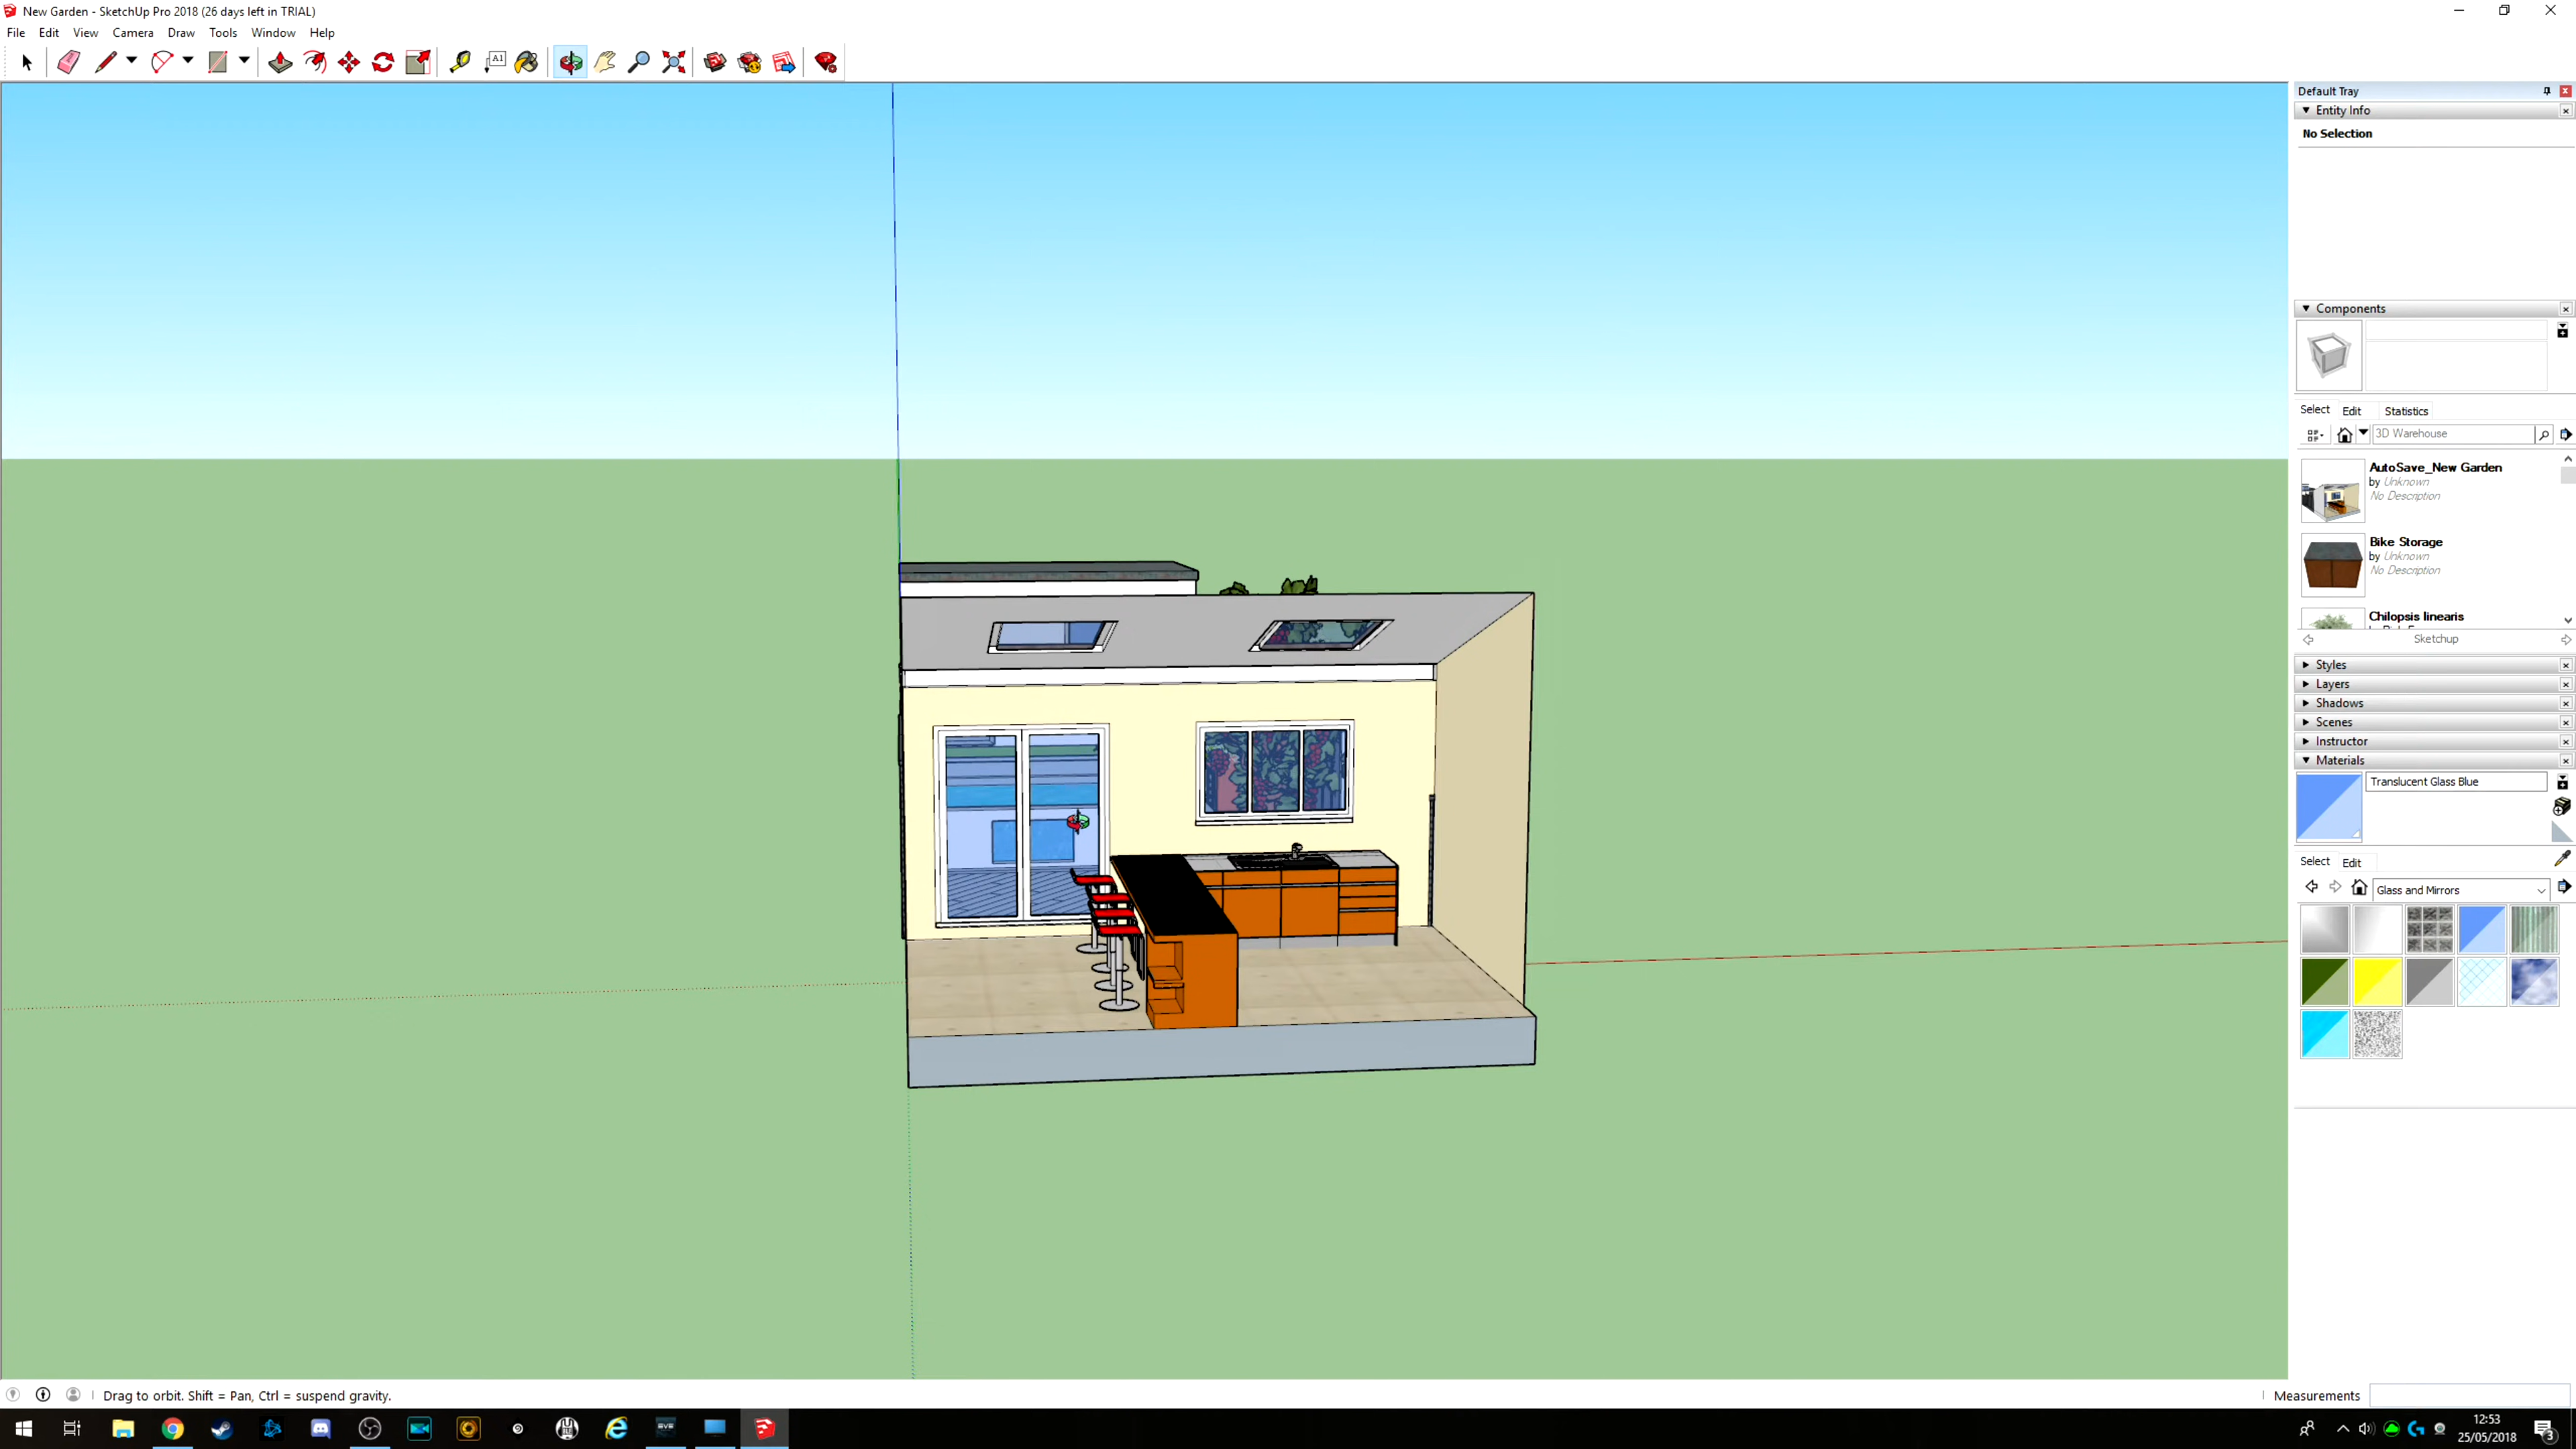 New Garden - SketchUp Pro 2018 (26 days left in TRIAL)
File Edit View Camera Draw Tools Window Help
A1
Default Tray
Entity Info
No Selection
Components
Select Edit Statistics
3D Warehouse
AutoSave_New Garden
by Unknown
No Description
Bike Storage
by Unknown
No Description
Chilopsis linearis
Sketchup
Styles
Layers
Shadows
Scenes
Instructor
Materials
Translucent Glass Blue
Select Edit
Glass and Mirrors
Drag to orbit. Shift = Pan, Ctrl = suspend gravity.
Measurements
EVE
12:53
25/05/2018
3